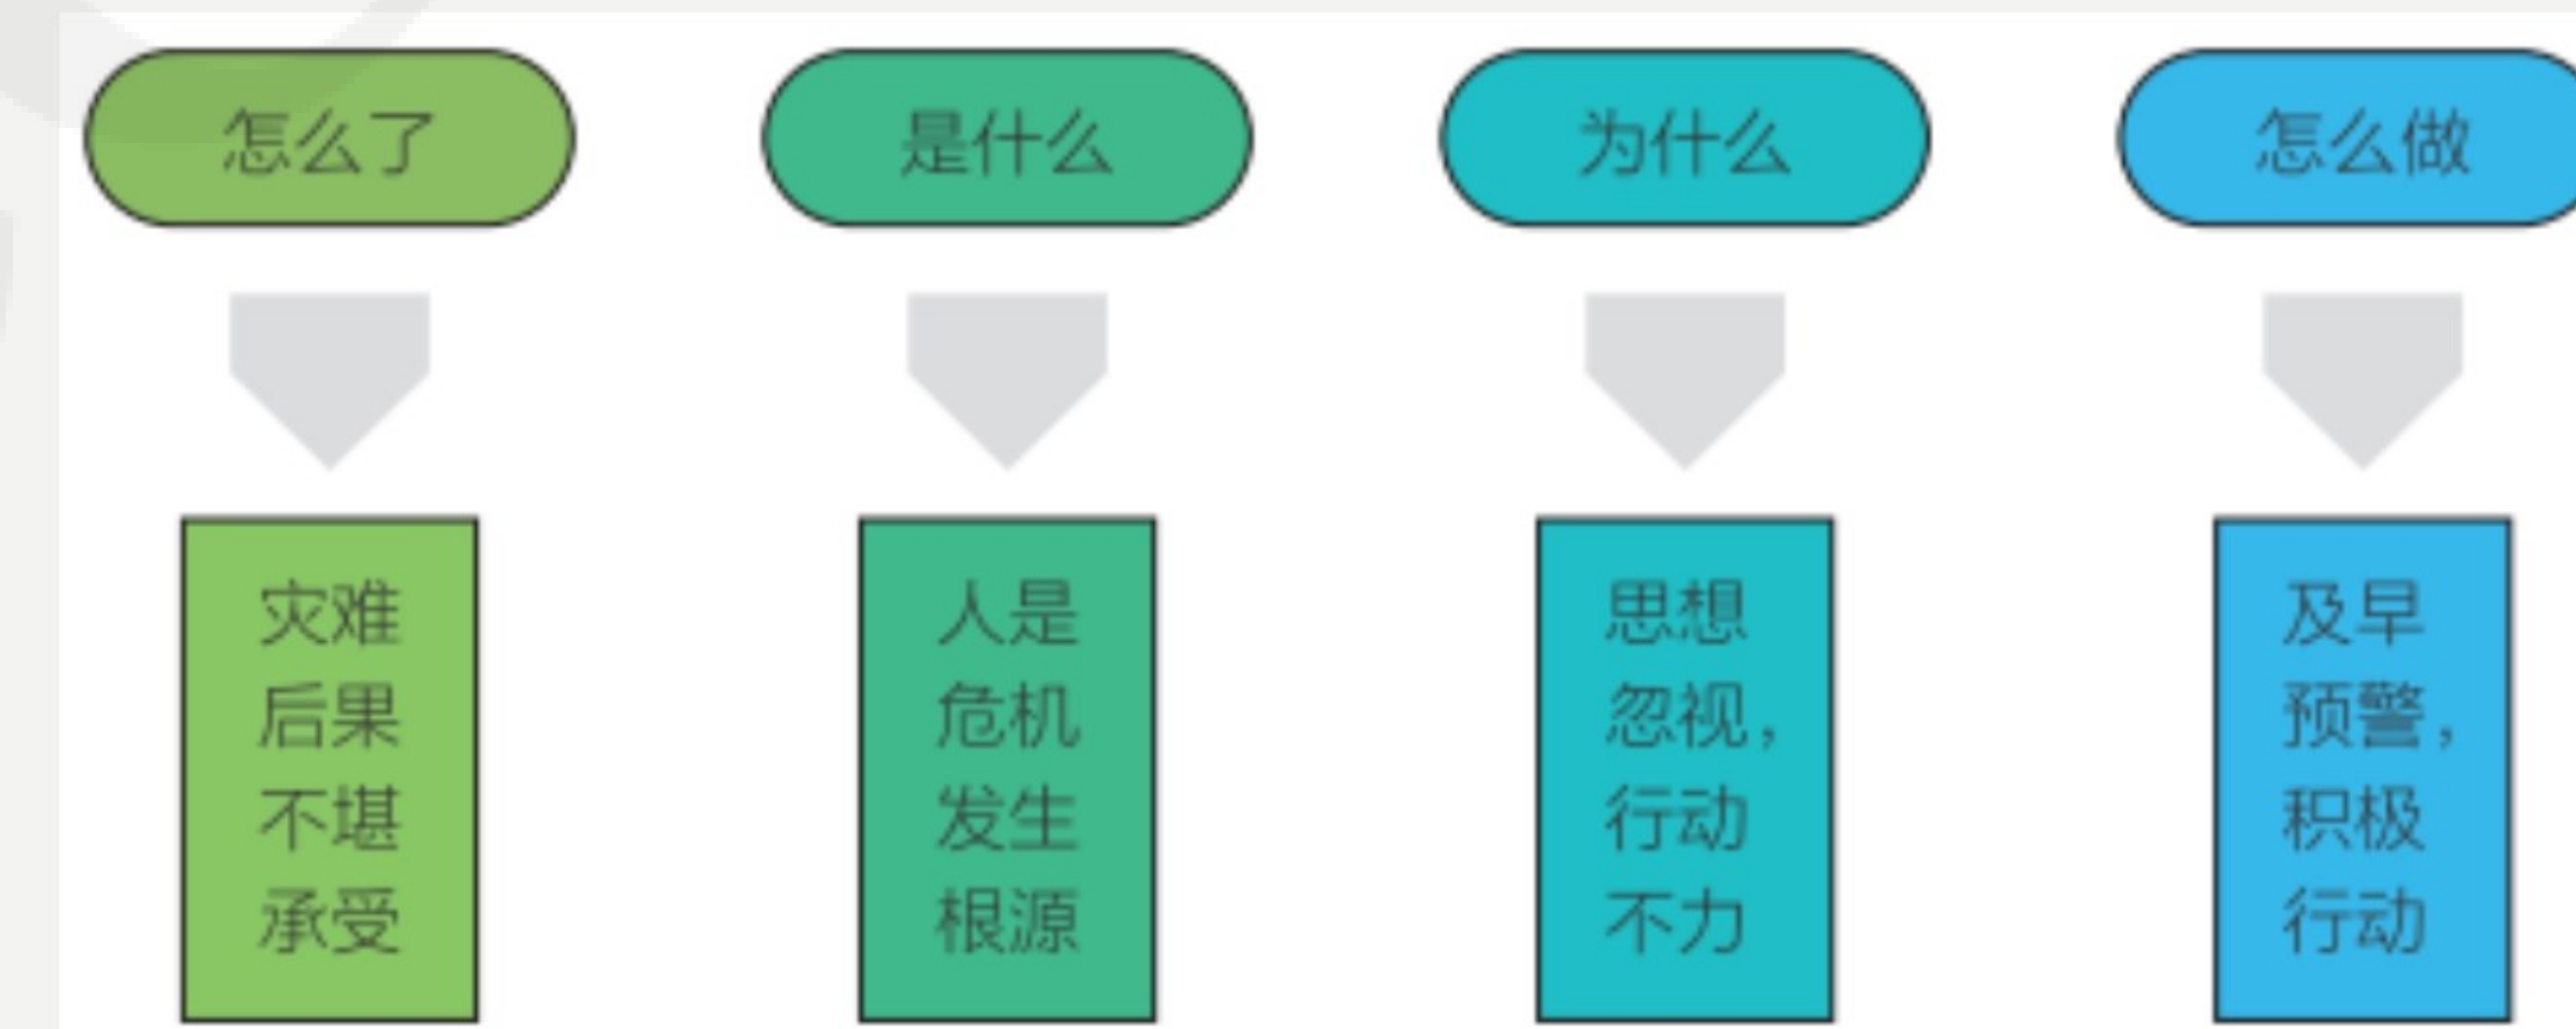 怎么了
是什么
为什么
怎么做
灾难
后果
不堪
承受
人是
危机
发生
根源
思想
忽视，
行动
不力
及早
预警，
积极
行动